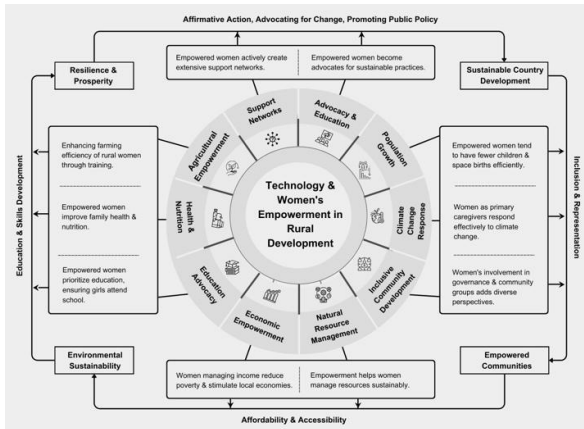 Affirmative Action, Advocating for Change, Promoting Public Policy
Resilience &
Prosperity
Empowered women actively create
extensive support networks.
Empowered women become
advocates for sustainable practices.
Sustainable Country
Development
Education & Skills Development
Enhancing farming
efficiency of rural women
through training.
Empowered women
improve family health &
nutrition.
Empowered women
prioritize education,
ensuring girls attend
school.
Support
Networks
Advocacy &
Education
Population
Growth
Climate
Change
Response
Inclusive
Community
Development
Natural
Resource
Management
Economic
Empowerment
Education
Advocacy
Health &
Nutrition
Agricultural
Empowerment
Technology &
Women's
Empowerment in
Rural
Development
Empowered women tend
to have fewer children &
space births efficiently.
Women as primary
caregivers respond
effectively to climate
change.
Women's involvement in
governance & community
groups adds diverse
perspectives.
Inclusion & Representation
Environmental
Sustainability
Women managing income reduce
poverty & stimulate local economies.
Empowerment helps women
manage resources sustainably.
Empowered
Communities
Affordability & Accessibility